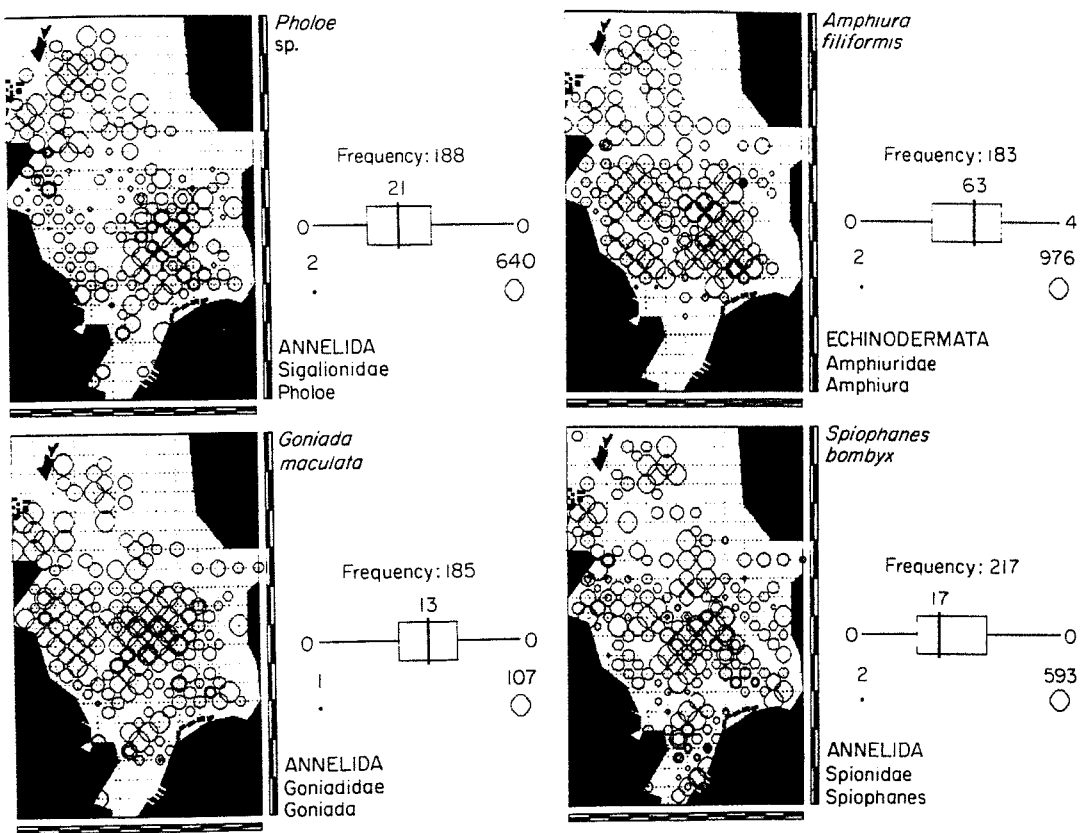 Pholoe
sp.
Frequency: 188
21
0
0
2
640
ANNELIDA
Sigalionidae
Pholoe
Amphiura
filiformis
Frequency: 183
63
0
4
2
976
ECHINODERMATA
Amphiuridae
Amphiura
Goniada
maculata
Frequency: 185
13
0
0
1
107
ANNELIDA
Goniadidae
Goniada
Spiophanes
bombyx
Frequency: 217
17
0
0
2
593
ANNELIDA
Spionidae
Spiophanes